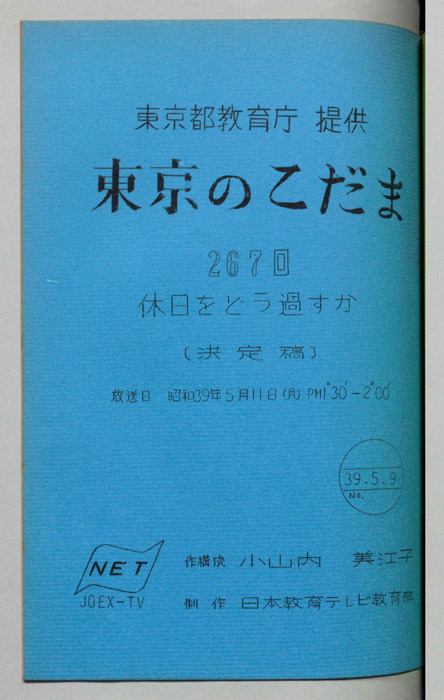 東京都教育庁 提供
東京のこだま
267回
休日をどう過すか
〔決定稿〕
放送日 昭和39年5月11日(月) PM1°30′－2°00′
39.5.9
No.
NET
JOEX-TV
作構成 小山内 美江子
制作 日本教育テレビ教育部